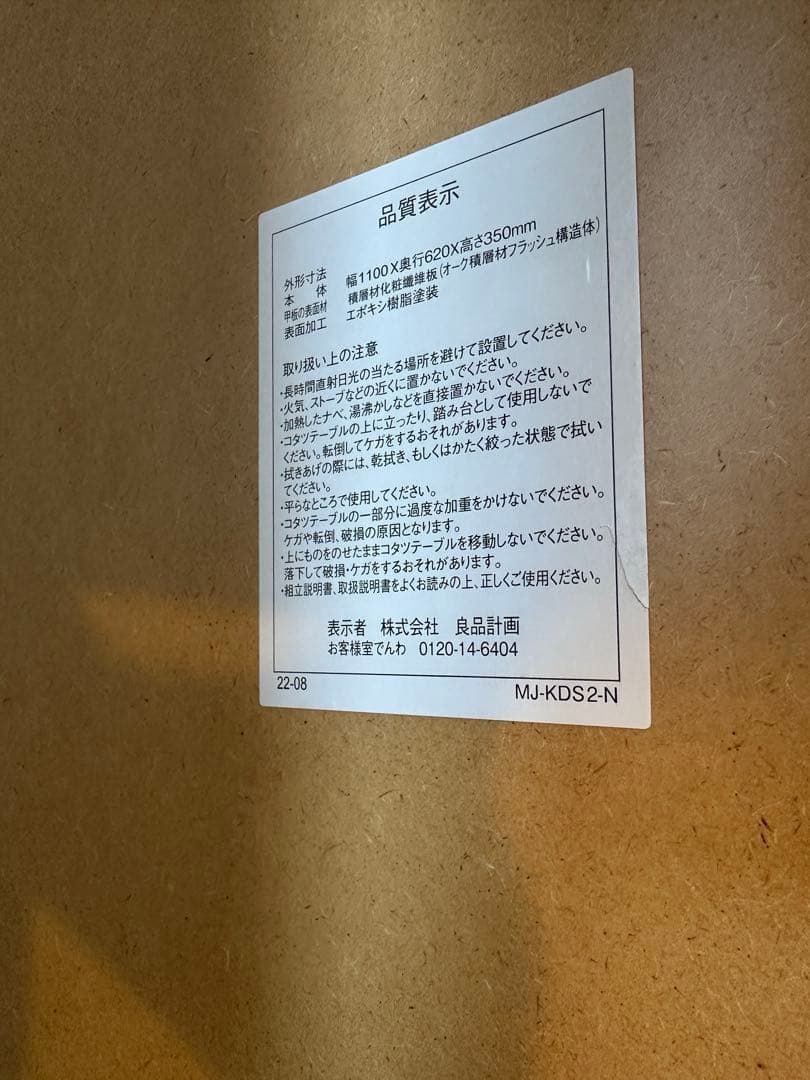 品質表示
外形寸法 幅1100X奥行620X高さ350mm
本体 積層材化粧繊維板(オーク積層材フラッシュ構造体)
甲板の表面材
表面加工 エポキシ樹脂塗装
取り扱い上の注意
・長時間直射日光の当たる場所を避けて設置してください。
・火気、ストーブなどの近くに置かないでください。
・加熱したナベ、湯沸かしなどを直接置かないでください。
・コタツテーブルの上に立ったり、踏み台として使用しないで
ください。転倒してケガをするおそれがあります。
・拭きあげの際には、乾拭き、もしくはかたく絞った状態で拭い
てください。
・平らなところで使用してください。
・コタツテーブルの一部分に過度な加重をかけないでください。
ケガや転倒、破損の原因となります。
・上にものをのせたままコタツテーブルを移動しないでください。
落下して破損・ケガをするおそれがあります。
・組立説明書、取扱説明書をよくお読みの上、正しくご使用ください。
表示者 株式会社 良品計画
お客様室でんわ 0120-14-6404
22-08
MJ-KDS2-N